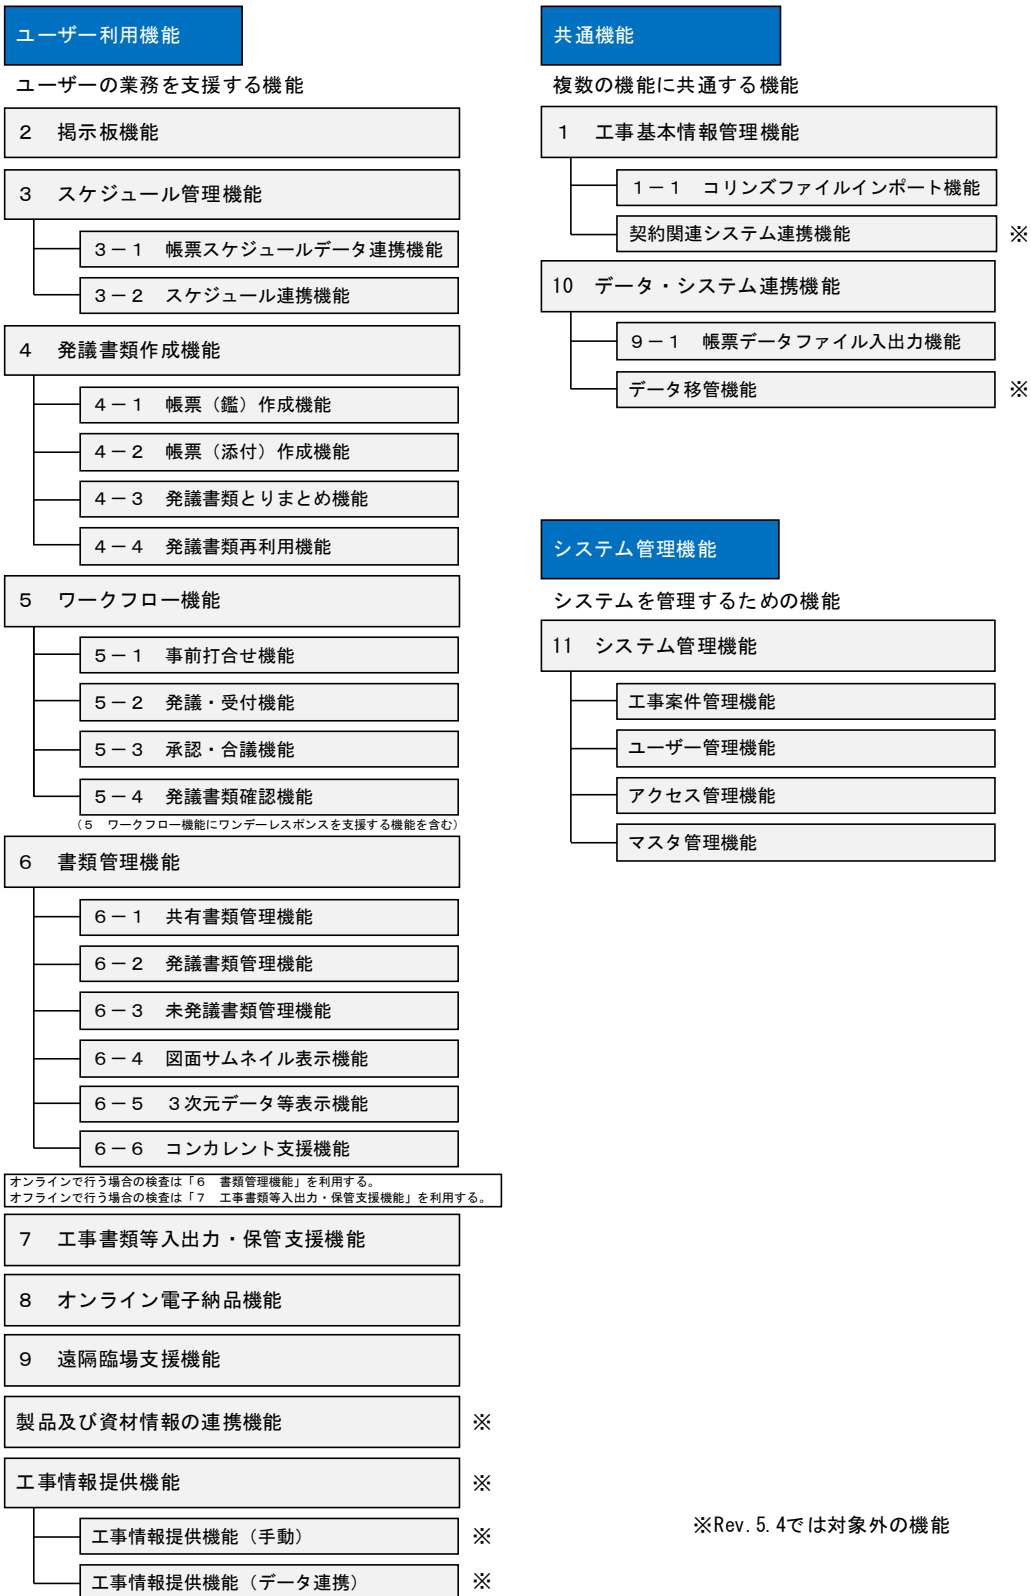 ユーザー利用機能
ユーザーの業務を支援する機能
２　掲示板機能
３　スケジュール管理機能
３－１　帳票スケジュールデータ連携機能
３－２　スケジュール連携機能
４　発議書類作成機能
４－１　帳票（鑑）作成機能
４－２　帳票（添付）作成機能
４－３　発議書類とりまとめ機能
４－４　発議書類再利用機能
５　ワークフロー機能
５－１　事前打合せ機能
５－２　発議・受付機能
５－３　承認・合議機能
５－４　発議書類確認機能
（５　ワークフロー機能にワンデーレスポンスを支援する機能を含む）
６　書類管理機能
６－１　共有書類管理機能
６－２　発議書類管理機能
６－３　未発議書類管理機能
６－４　図面サムネイル表示機能
６－５　３次元データ等表示機能
６－６　コンカレント支援機能
オンラインで行う場合の検査は「６　書類管理機能」を利用する。
オフラインで行う場合の検査は「７　工事書類等入出力・保管支援機能」を利用する。
７　工事書類等入出力・保管支援機能
８　オンライン電子納品機能
９　遠隔臨場支援機能
製品及び資材情報の連携機能　※
工事情報提供機能　※
工事情報提供機能（手動）　※
工事情報提供機能（データ連携）　※
共通機能
複数の機能に共通する機能
１　工事基本情報管理機能
１－１　コリンズファイルインポート機能
契約関連システム連携機能　※
10　データ・システム連携機能
９－１　帳票データファイル入出力機能
データ移管機能　※
システム管理機能
システムを管理するための機能
11　システム管理機能
工事案件管理機能
ユーザー管理機能
アクセス管理機能
マスタ管理機能
※Rev.5.4では対象外の機能